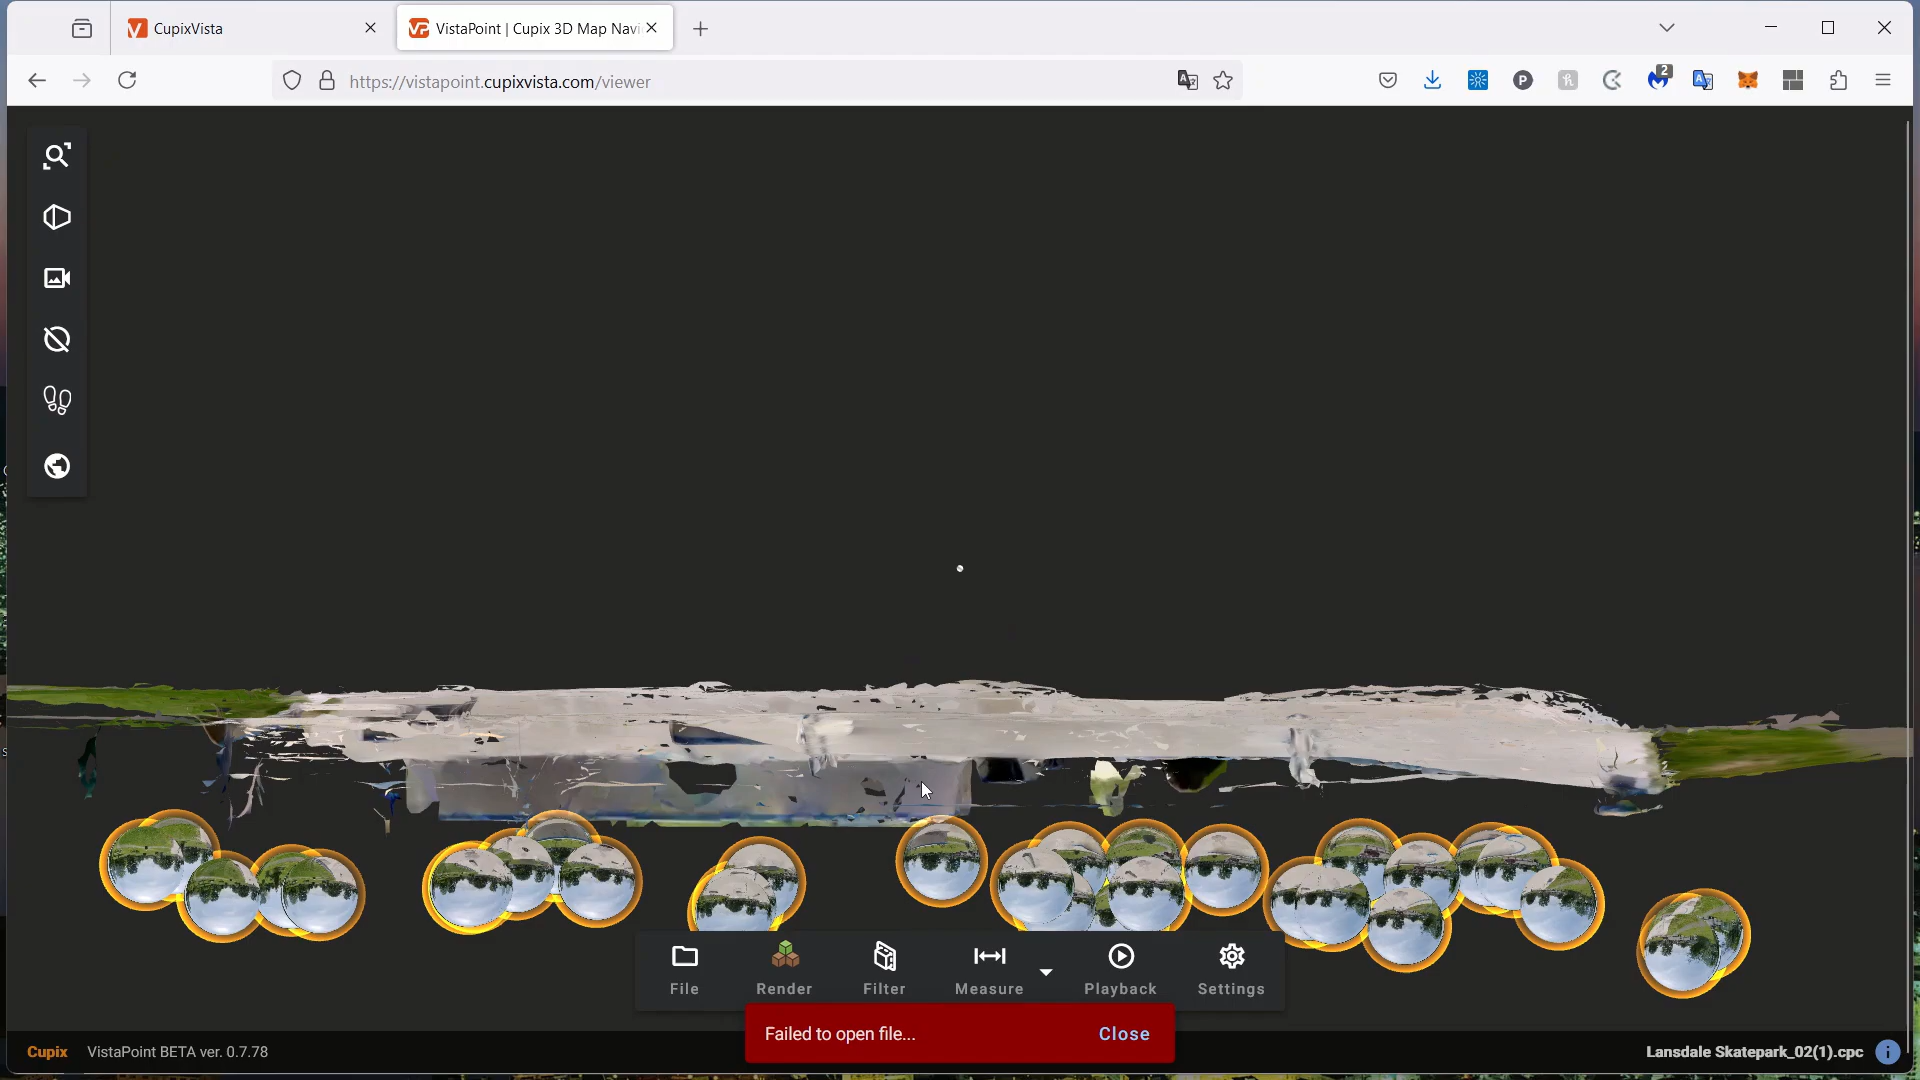 CupixVista
VistaPoint | Cupix 3D Map Navi
https://vistapoint.cupixvista.com/viewer
2
File
Render
Filter
Measure
Playback
Settings
Failed to open file...
Close
Cupix
VistaPoint BETA ver. 0.7.78
Lansdale Skatepark_02(1).cpc